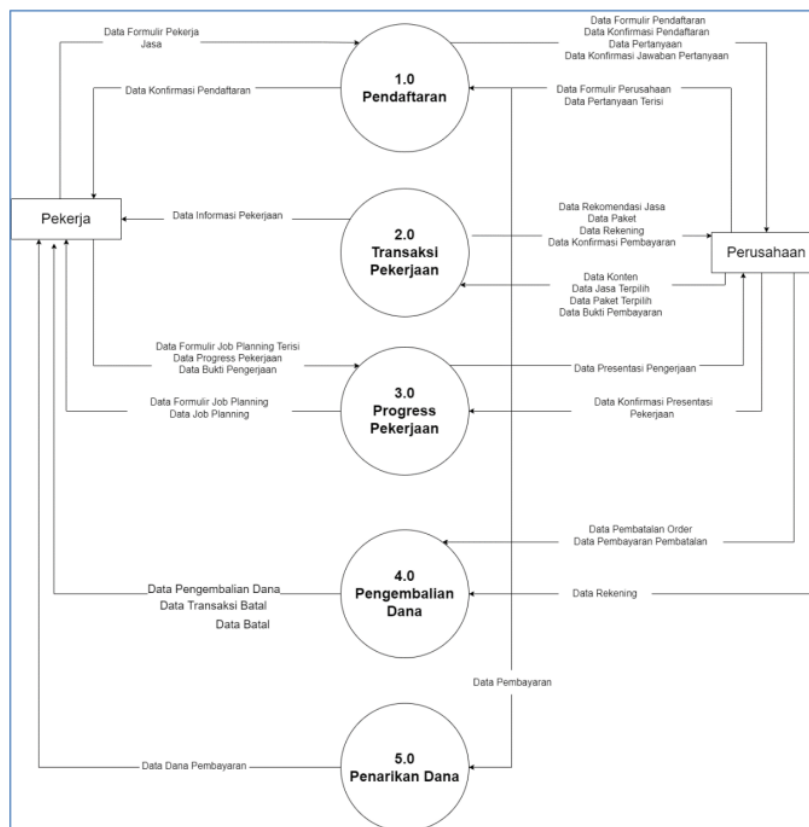 Data Formulir Pekerja
Jasa
Data Formulir Pendaftaran
Data Konfirmasi Pendaftaran
Data Pertanyaan
Data Konfirmasi Jawaban Pertanyaan
1.0
Pendaftaran
Data Konfirmasi Pendaftaran
Data Formulir Perusahaan
Data Pertanyaan Terisi
Pekerja
Data Informasi Pekerjaan
2.0
Transaksi
Pekerjaan
Data Rekomendasi Jasa
Data Paket
Data Rekening
Data Konfirmasi Pembayaran
Perusahaan
Data Konten
Data Jasa Terpilih
Data Paket Terpilih
Data Bukti Pembayaran
Data Formulir Job Planning Terisi
Data Progress Pekerjaan
Data Bukti Pengerjaan
3.0
Progress
Pekerjaan
Data Presentasi Pengerjaan
Data Formulir Job Planning
Data Job Planning
Data Konfirmasi Presentasi
Pekerjaan
Data Pembatalan Order
Data Pembayaran Pembatalan
4.0
Pengembalian
Dana
Data Pengembalian Dana
Data Transaksi Batal
Data Batal
Data Rekening
Data Pembayaran
5.0
Penarikan Dana
Data Dana Pembayaran